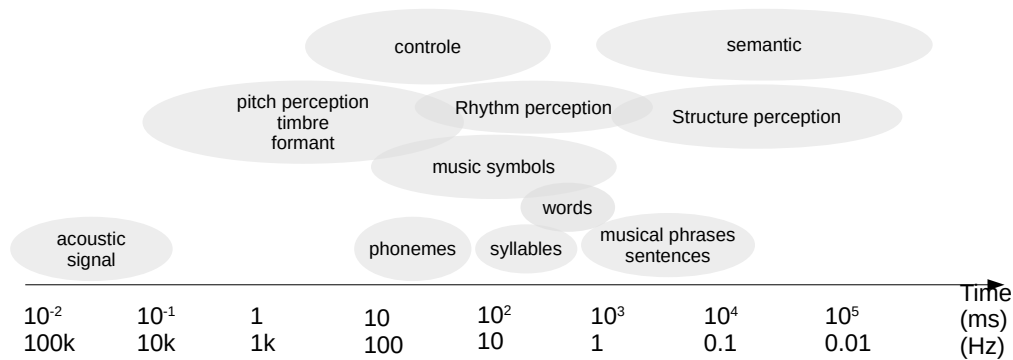 controle
semantic
pitch perception
timbre
formant
Rhythm perception
Structure perception
music symbols
words
acoustic
signal
phonemes
syllables
musical phrases
sentences
Time
10⁻² 10⁻¹ 1 10 10² 10³ 10⁴ 10⁵ (ms)
100k 10k 1k 100 10 1 0.1 0.01 (Hz)